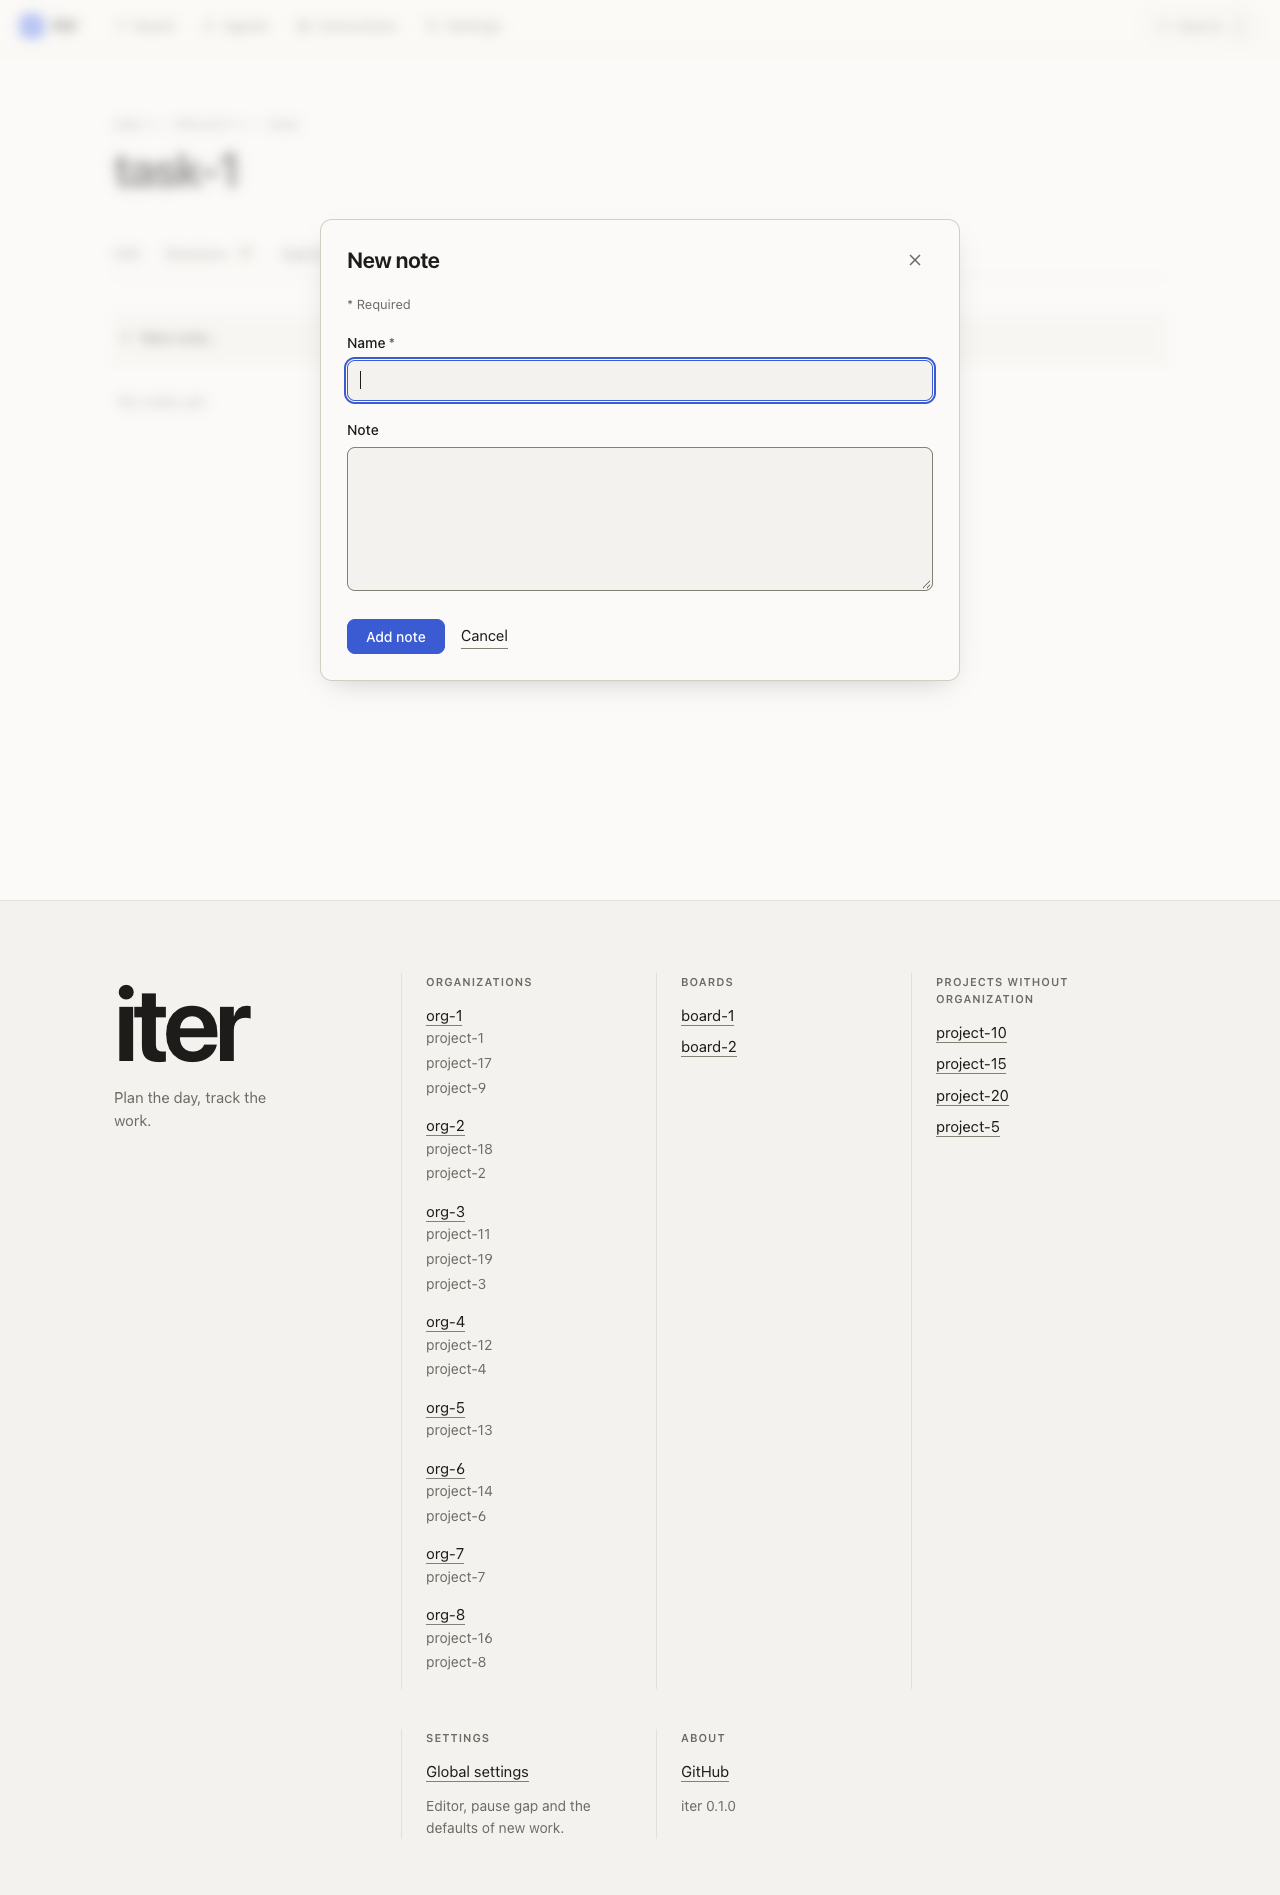 task-1
New note
* Required
Name *
Note
Add note
Cancel
iter
Plan the day, track the
work.
ORGANIZATIONS
org-1
project-1
project-17
project-9
org-2
project-18
project-2
org-3
project-11
project-19
project-3
org-4
project-12
project-4
org-5
project-13
org-6
project-14
project-6
org-7
project-7
org-8
project-16
project-8
BOARDS
board-1
board-2
PROJECTS WITHOUT
ORGANIZATION
project-10
project-15
project-20
project-5
SETTINGS
Global settings
Editor, pause gap and the
defaults of new work.
ABOUT
GitHub
iter 0.1.0